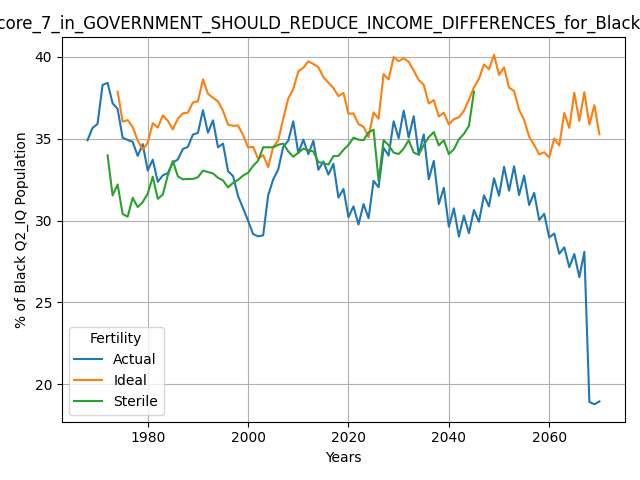 core_7_in_GOVERNMENT_SHOULD_REDUCE_INCOME_DIFFERENCES_for_Black
% of Black Q2_IQ Population
40
35
30
25
20
Fertility
Actual
Ideal
Sterile
1980
2000
2020
2040
2060
Years